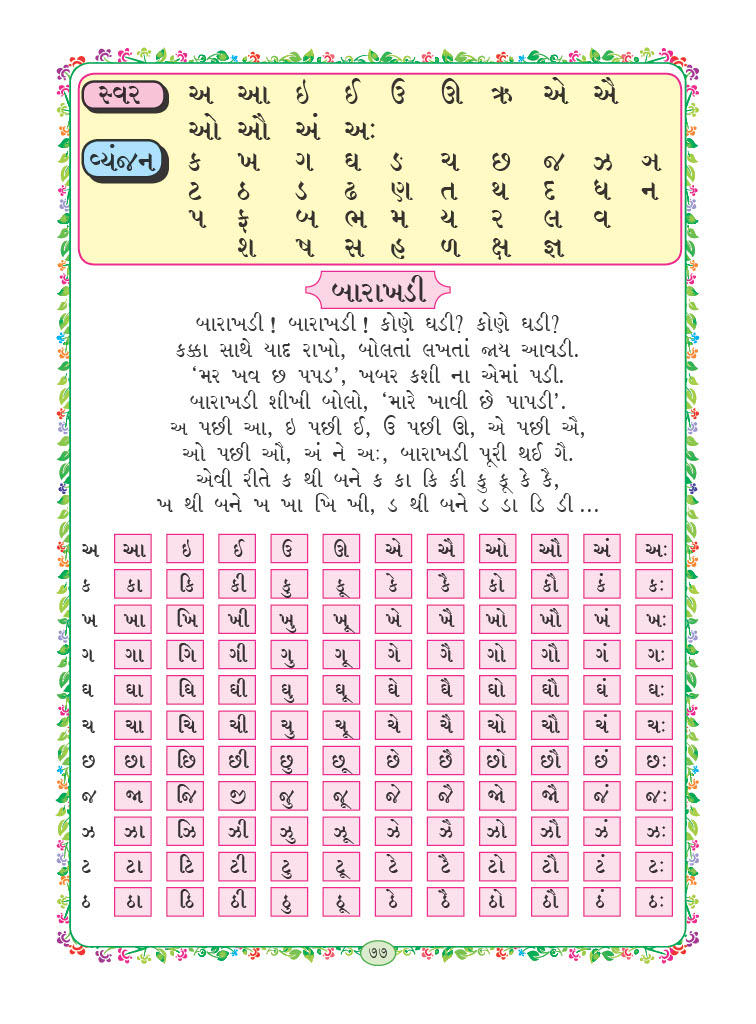 સ્વર અ આ ઇ ઈ ઉ ઊ ઋ એ ઐ
ઓ ઔ અં અઃ
વ્યંજન ક ખ ગ ઘ ઙ ચ છ જ ઝ ઞ
ટ ઠ ડ ઢ ણ ત થ દ ધ ન
પ ફ બ ભ મ ય ર લ વ
શ ષ સ હ ળ ક્ષ જ્ઞ
બારાખડી
બારાખડી ! બારાખડી ! કોણે ઘડી? કોણે ઘડી?
કક્કા સાથે યાદ રાખો, બોલતાં લખતાં જાય આવડી.
‘મર ખવ છ પપડ’, ખબર કશી ના એમાં પડી.
બારાખડી શીખી બોલો, ‘મારે ખાવી છે પાપડી’.
અ પછી આ, ઇ પછી ઈ, ઉ પછી ઊ, એ પછી ઐ,
ઓ પછી ઔ, અં ને અઃ, બારાખડી પૂરી થઈ ગૈ.
એવી રીતે ક થી બને ક કા કિ કી કુ કૂ કે કૈ,
ખ થી બને ખ ખા ખિ ખી, ડ થી બને ડ ડા ડિ ડી ...
અ આ ઇ ઈ ઉ ઊ એ ઐ ઓ ઔ અં અઃ
ક કા કિ કી કુ કૂ કે કૈ કો કૌ કં કઃ
ખ ખા ખિ ખી ખુ ખૂ ખે ખૈ ખો ખૌ ખં ખઃ
ગ ગા ગિ ગી ગુ ગૂ ગે ગૈ ગો ગૌ ગં ગઃ
ઘ ઘા ઘિ ઘી ઘુ ઘૂ ઘે ઘૈ ઘો ઘૌ ઘં ઘઃ
ચ ચા ચિ ચી ચુ ચૂ ચે ચૈ ચો ચૌ ચં ચઃ
છ છા છિ છી છુ છૂ છે છૈ છો છૌ છં છઃ
જ જા જિ જી જુ જૂ જે જૈ જો જૌ જં જઃ
ઝ ઝા ઝિ ઝી ઝુ ઝૂ ઝે ઝૈ ઝો ઝૌ ઝં ઝઃ
ટ ટા ટિ ટી ટુ ટૂ ટે ટૈ ટો ટૌ ટં ટઃ
ઠ ઠા ઠિ ઠી ઠુ ઠૂ ઠે ઠૈ ઠો ઠૌ ઠં ઠઃ
૭૭